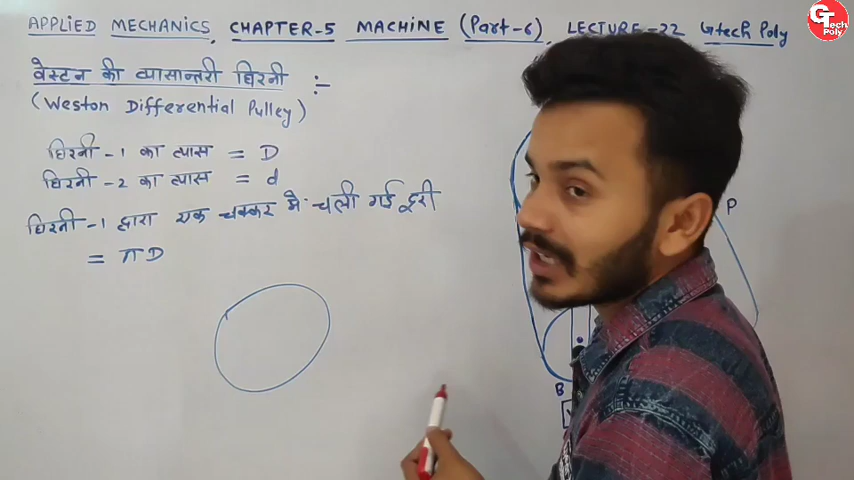 APPLIED MECHANICS, CHAPTER-5 MACHINE (Part-6), LECTURE-22 Gtech Poly
वेस्टन की व्यासान्तरी घिरनी :-
(Weston Differential Pulley)
घिरनी-1 का व्यास = D
घिरनी-2 का व्यास = d
घिरनी-1 द्वारा एक चक्कर में चली गई दूरी
= πD
P
B
GTech Poly